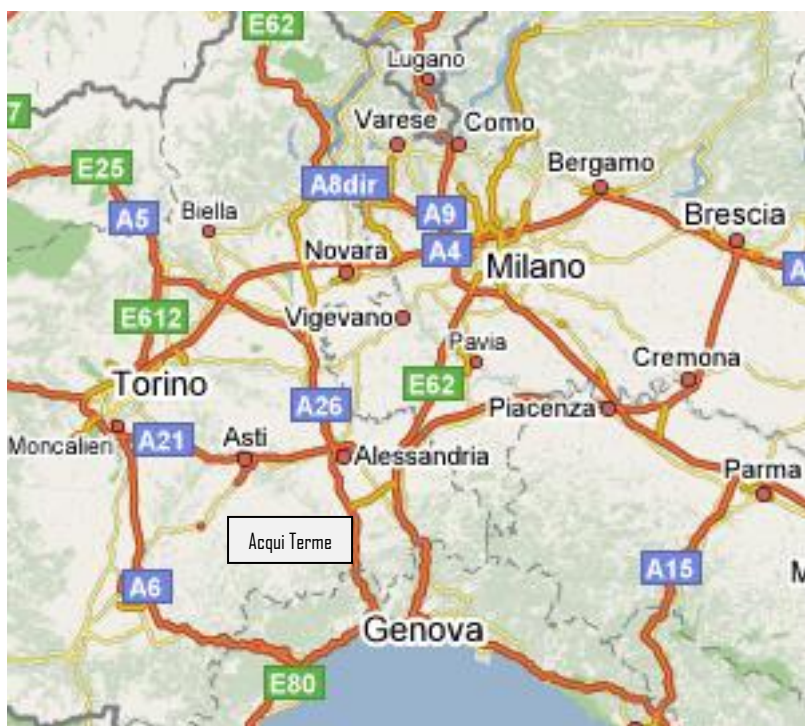 E62
Lugano
Varese
Como
7
E25
Bergamo
A8dir
A5
Biella
A9
Brescia
Novara
A4
Milano
A
E612
Vigevano
Pavia
Torino
E62
Cremona
A26
Piacenza
Moncalieri
A21
Asti
Alessandria
Parma
Acqui Terme
A6
A15
M
Genova
E80